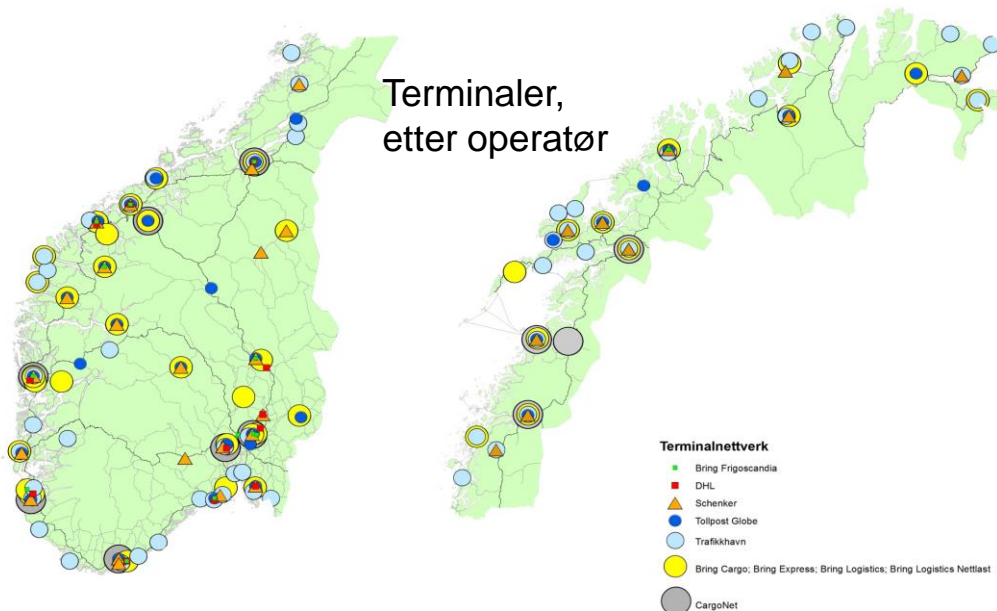 Terminaler,
etter operatør
Terminalnettverk
Bring Frigoscandia
DHL
Schenker
Tollpost Globe
Trafikkhavn
Bring Cargo; Bring Express; Bring Logistics; Bring Logistics Nettlast
CargoNet